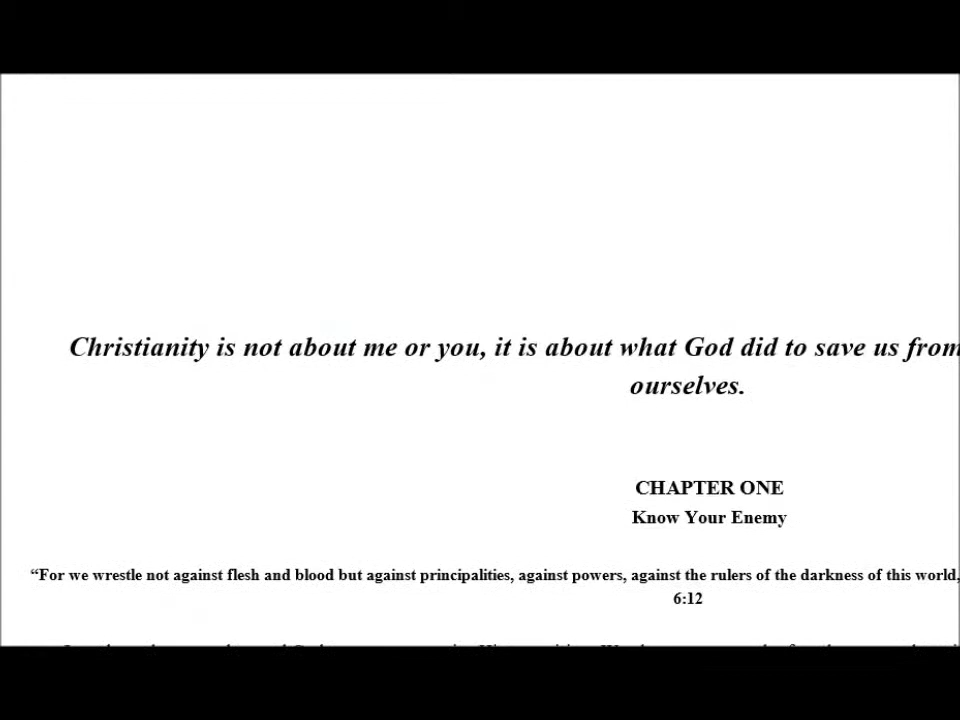 Christianity is not about me or you, it is about what God did to save us from
ourselves.
CHAPTER ONE
Know Your Enemy
“For we wrestle not against flesh and blood but against principalities, against powers, against the rulers of the darkness of this world,
6:12